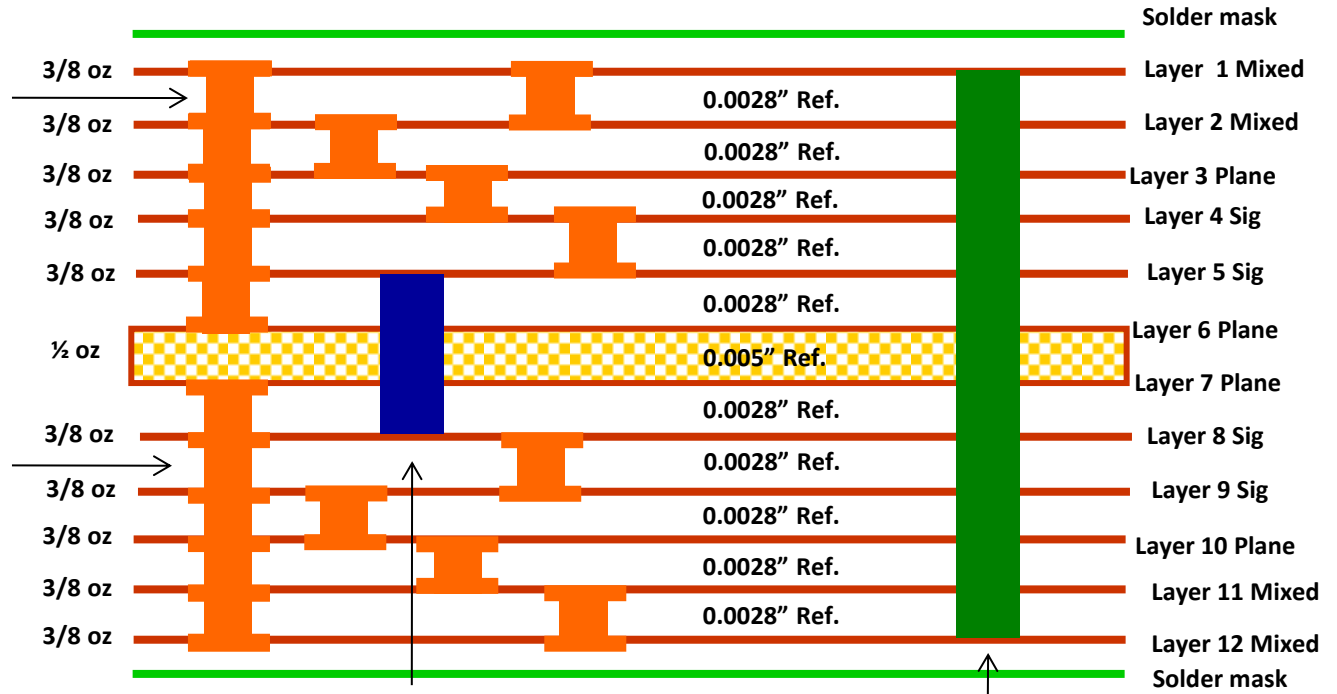 Solder mask
3/8 oz
Layer  1 Mixed
0.0028” Ref.
3/8 oz
Layer 2 Mixed
0.0028” Ref.
3/8 oz
Layer 3 Plane
0.0028” Ref.
3/8 oz
Layer 4 Sig
0.0028” Ref.
3/8 oz
Layer 5 Sig
0.0028” Ref.
Layer 6 Plane
½ oz
0.005” Ref.
Layer 7 Plane
0.0028” Ref.
3/8 oz
Layer 8 Sig
0.0028” Ref.
3/8 oz
Layer 9 Sig
0.0028” Ref.
3/8 oz
Layer 10 Plane
0.0028” Ref.
3/8 oz
Layer 11 Mixed
0.0028” Ref.
3/8 oz
Layer 12 Mixed
Solder mask